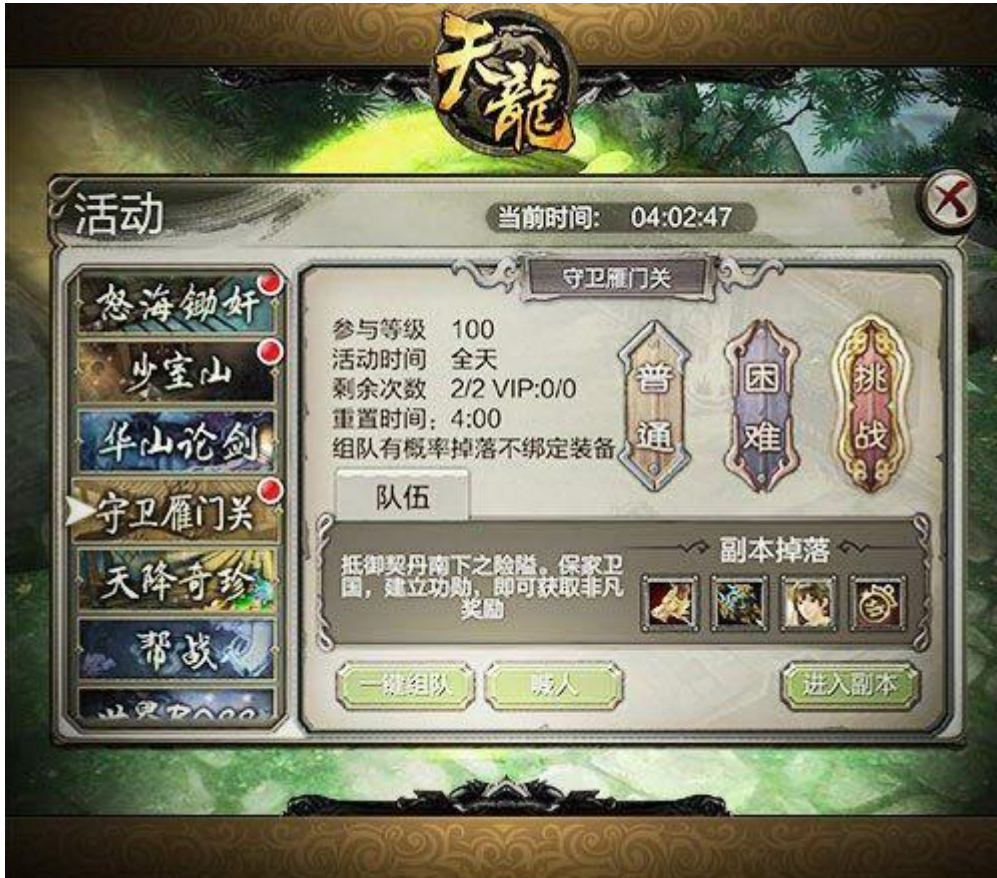 天龍
活动
当前时间: 04:02:47
怒海锄奸
少室山
华山论剑
守卫雁门关
天降奇珍
帮战
世界Boss
守卫雁门关
参与等级 100
活动时间 全天
剩余次数 2/2 VIP:0/0
重置时间：4:00
组队有概率掉落不绑定装备
普通
困难
挑战
队伍
抵御契丹南下之险隘。保家卫
国，建立功勋，即可获取非凡
奖励
副本掉落
一键组队
喊人
进入副本